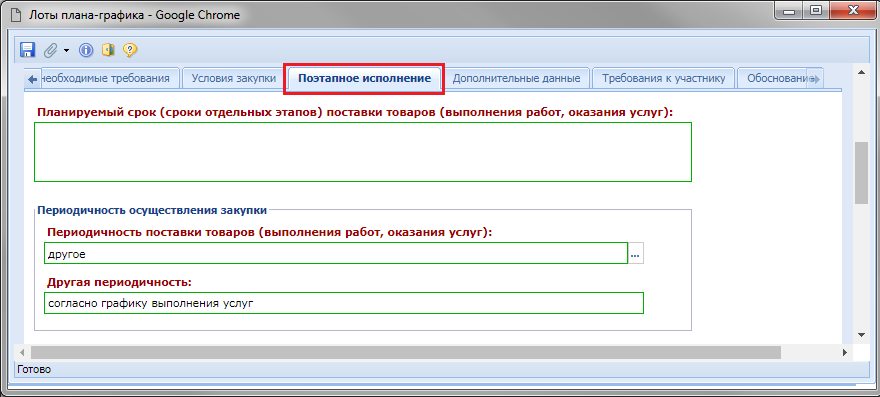 Лоты плана-графика - Google Chrome
необходимые требования Условия закупки Поэтапное исполнение Дополнительные данные Требования к участнику Обоснование
Планируемый срок (сроки отдельных этапов) поставки товаров (выполнения работ, оказания услуг):
Периодичность осуществления закупки
Периодичность поставки товаров (выполнения работ, оказания услуг):
другое ...
Другая периодичность:
согласно графику выполнения услуг
Готово